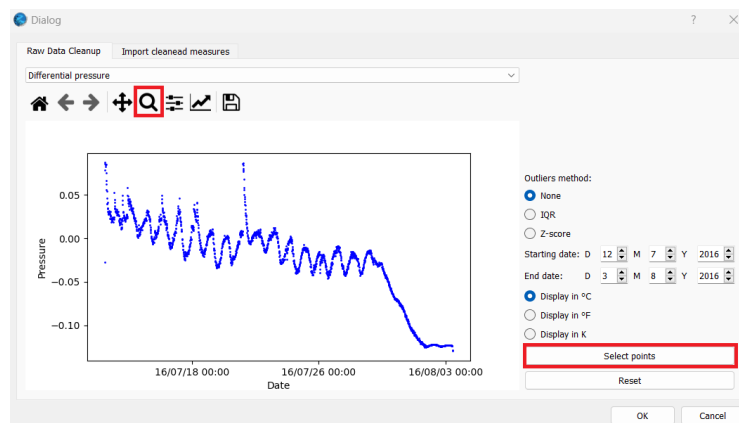 Dialog
?
Raw Data Cleanup Import cleanead measures
Differential pressure
0.05
0.00
−0.05
−0.10
Pressure
16/07/18 00:00 16/07/26 00:00 16/08/03 00:00
Date
Outliers method:
None
IQR
Z-score
Starting date: D 12 M 7 Y 2016
End date: D 3 M 8 Y 2016
Display in ºC
Display in ºF
Display in K
Select points
Reset
OK Cancel